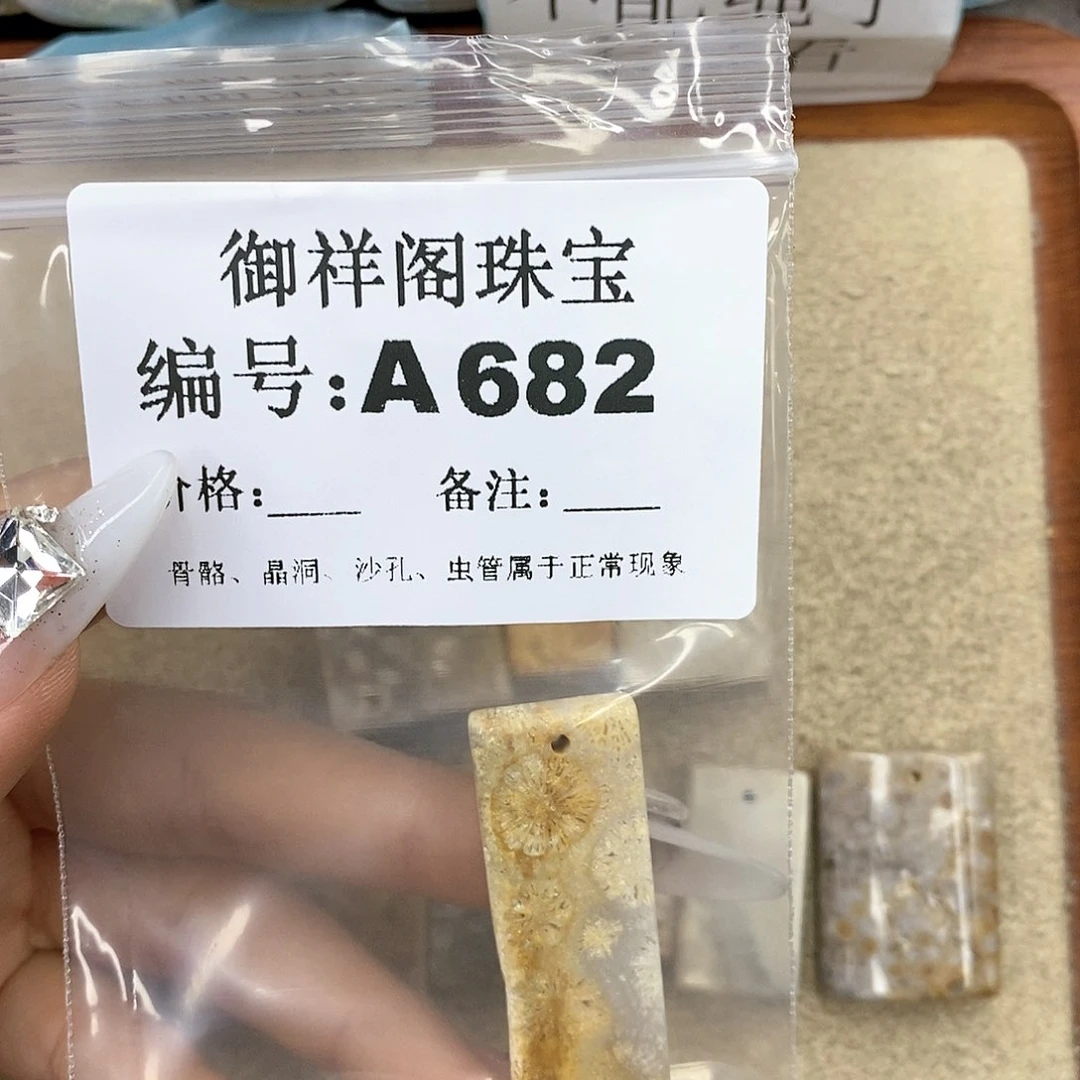 御祥阁珠宝
编号:A682
价格:____ 备注:____
骨骼、晶洞、沙孔、虫管属于正常现象